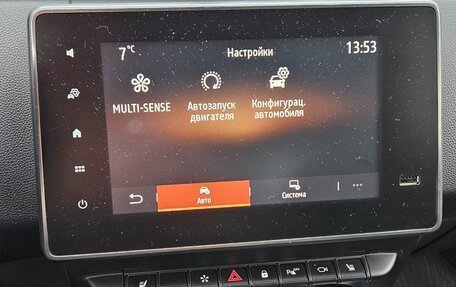 7 °C
Настройки
13:53
MULTI-SENSE
Автозапуск
двигателя
Конфигурац.
автомобиля
Авто
Система